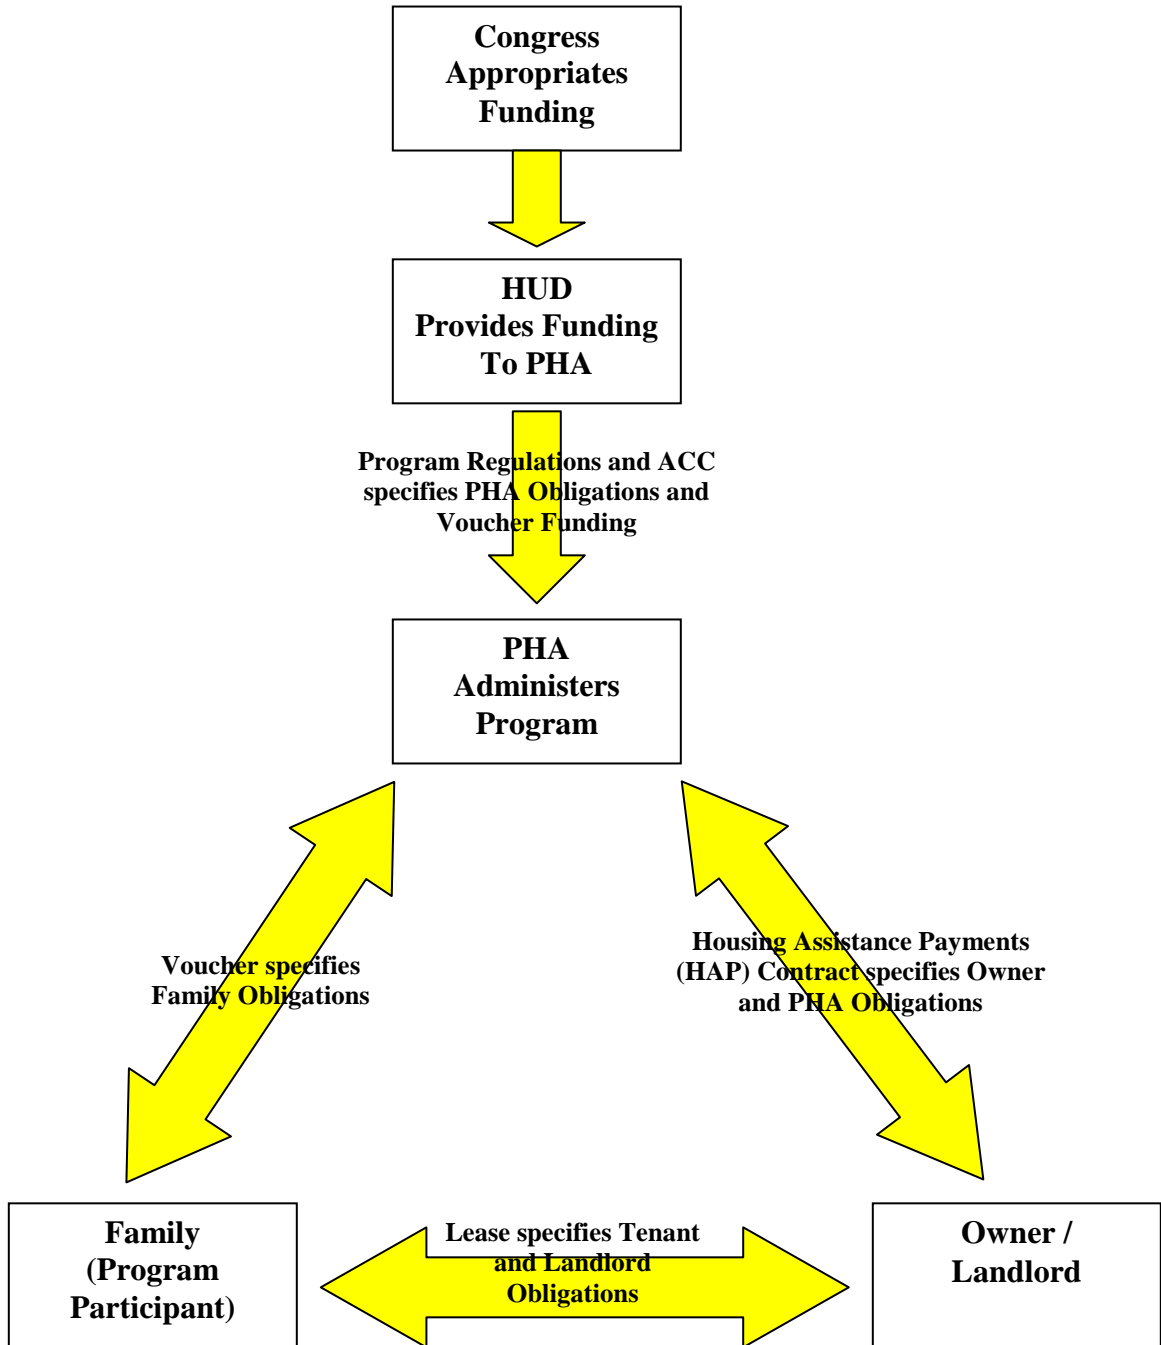 Congress
Appropriates
Funding
HUD
Provides Funding
To PHA
Program Regulations and ACC
specifies PHA Obligations and
Voucher Funding
PHA
Administers
Program
Voucher specifies
Family Obligations
Housing Assistance Payments
(HAP) Contract specifies Owner
and PHA Obligations
Family
(Program
Participant)
Lease specifies Tenant
and Landlord
Obligations
Owner /
Landlord